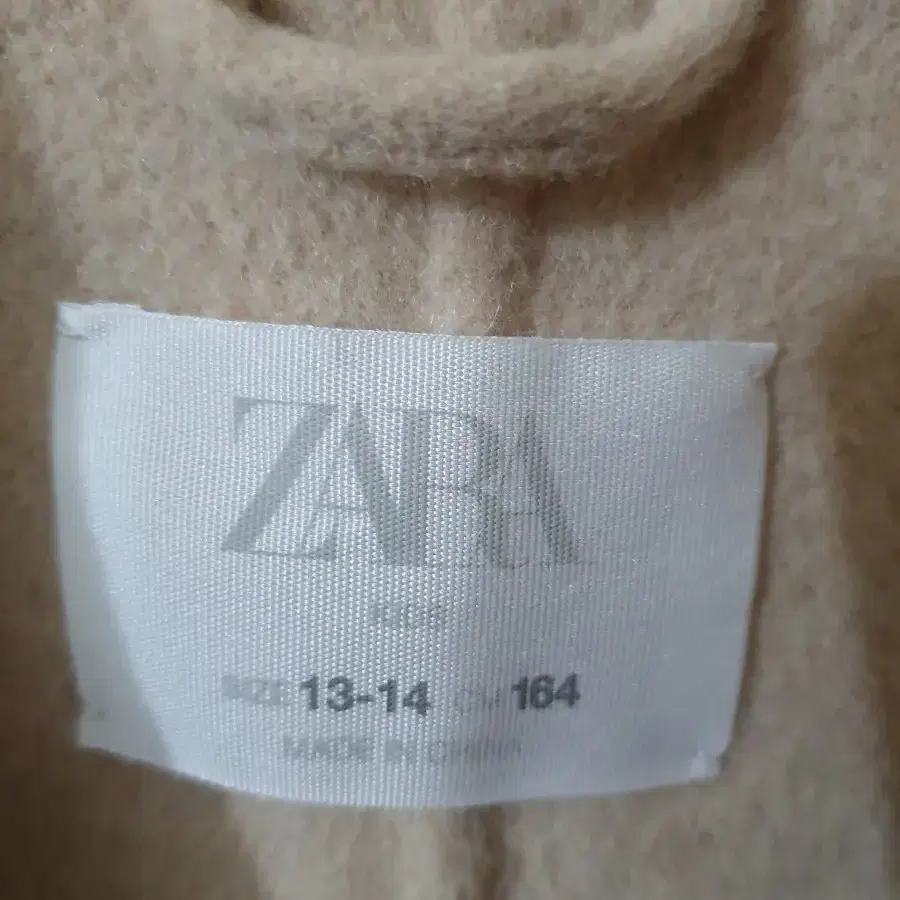 ZARA
KIDS
SIZE 13-14 CM 164
MADE IN CHINA